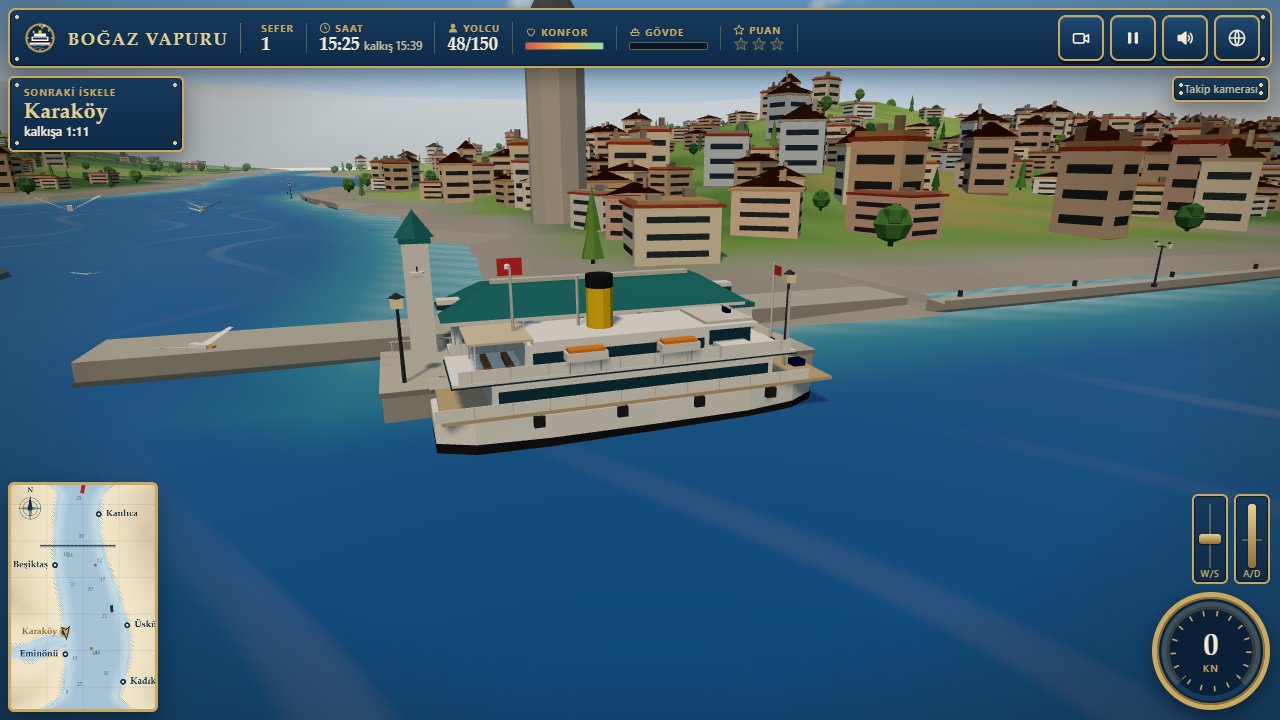 BOĞAZ VAPURU
SEFER
1
SAAT
15:25 kalkış 15:39
YOLCU
48/150
KONFOR
GÖVDE
PUAN
SONRAKİ İSKELE
Karaköy
kalkışa 1:11
Takip kamerası
N
Kanlıca
Beşiktaş
Üskü
Karaköy
Eminönü
Kadık
W/S
A/D
0
KN